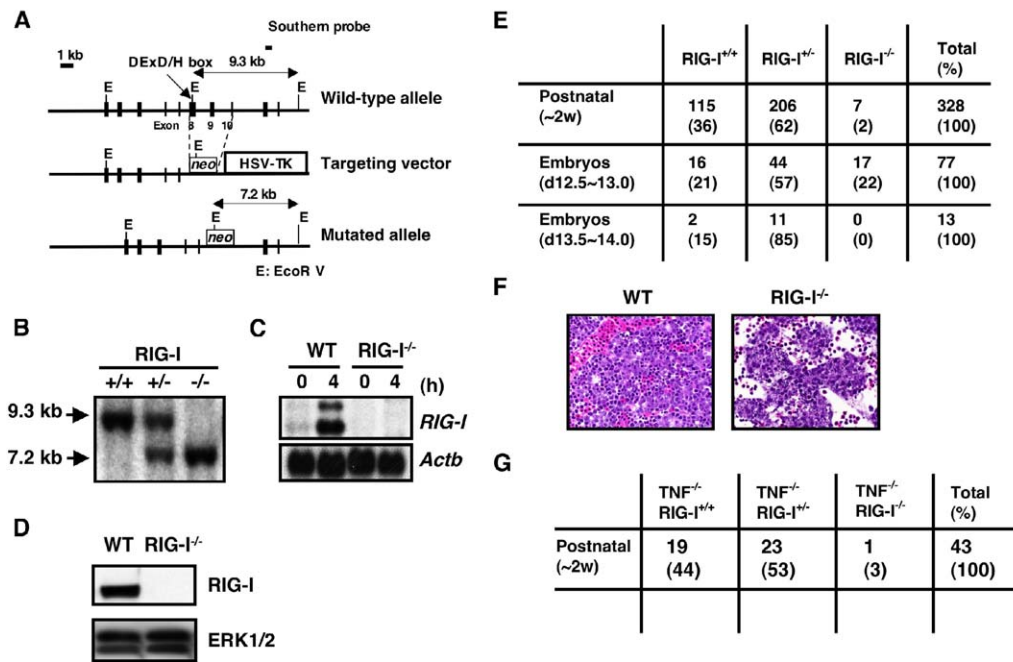 A
Southern probe
1 kb
DExD/H box
9.3 kb
E E E
Wild-type allele
Exon 8 9 10
E
neo HSV-TK
Targeting vector
7.2 kb
E E E
neo
Mutated allele
E: EcoR V
B
RIG-I
+/+ +/- -/-
9.3 kb
7.2 kb
C
WT RIG-I-/-
0 4 0 4 (h)
RIG-I
Actb
D
WT RIG-I-/-
RIG-I
ERK1/2
E
RIG-I+/+ RIG-I+/- RIG-I-/- Total
(%)
Postnatal 115 206 7 328
(~2w) (36) (62) (2) (100)
Embryos 16 44 17 77
(d12.5~13.0) (21) (57) (22) (100)
Embryos 2 11 0 13
(d13.5~14.0) (15) (85) (0) (100)
F
WT RIG-I-/-
G
TNF-/- TNF-/- TNF-/- Total
RIG-I+/+ RIG-I+/- RIG-I-/- (%)
Postnatal 19 23 1 43
(~2w) (44) (53) (3) (100)